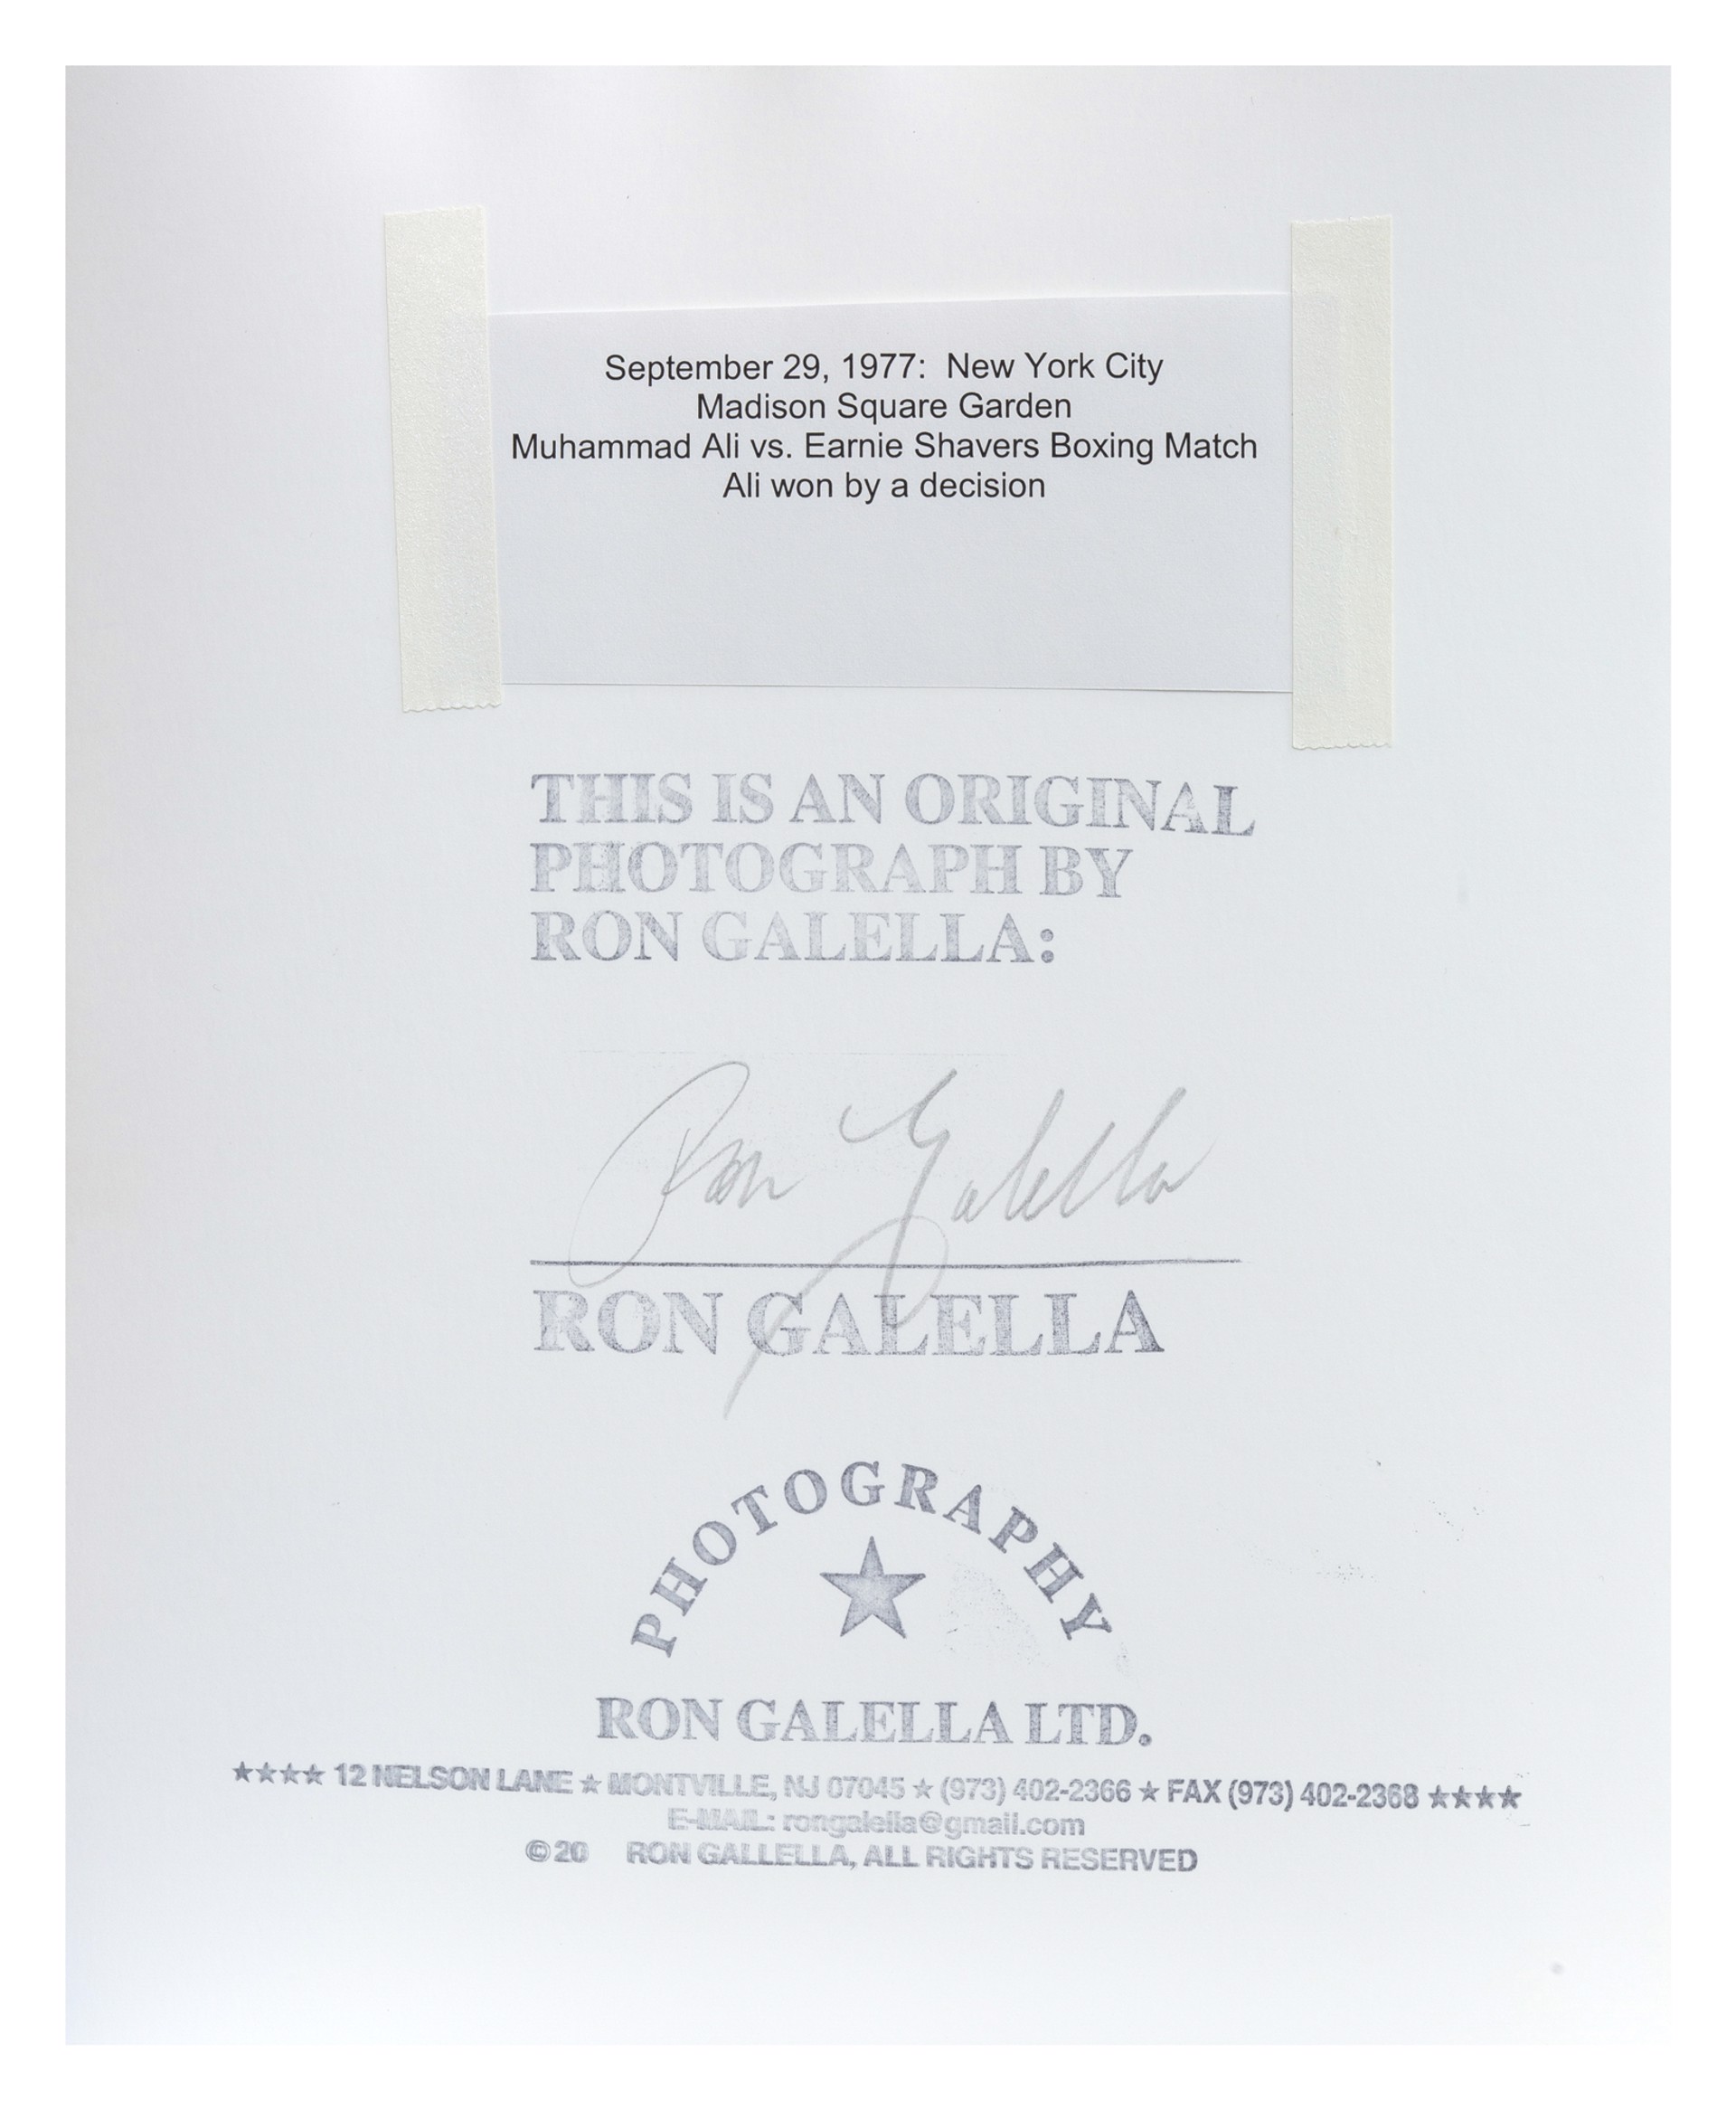 September 29, 1977: New York City
Madison Square Garden
Muhammad Ali vs. Earnie Shavers Boxing Match
Ali won by a decision
THIS IS AN ORIGINAL
PHOTOGRAPH BY
RON GALELLA:
Ron Galella
RON GALELLA
PHOTOGRAPHY
★
RON GALELLA LTD.
★★★★ 12 NELSON LANE ★ MONTVILLE, NJ 07045 ★ (973) 402-2366 ★ FAX (973) 402-2368 ★★★★
E-MAIL: rongalella@gmail.com
©20 RON GALLELLA, ALL RIGHTS RESERVED